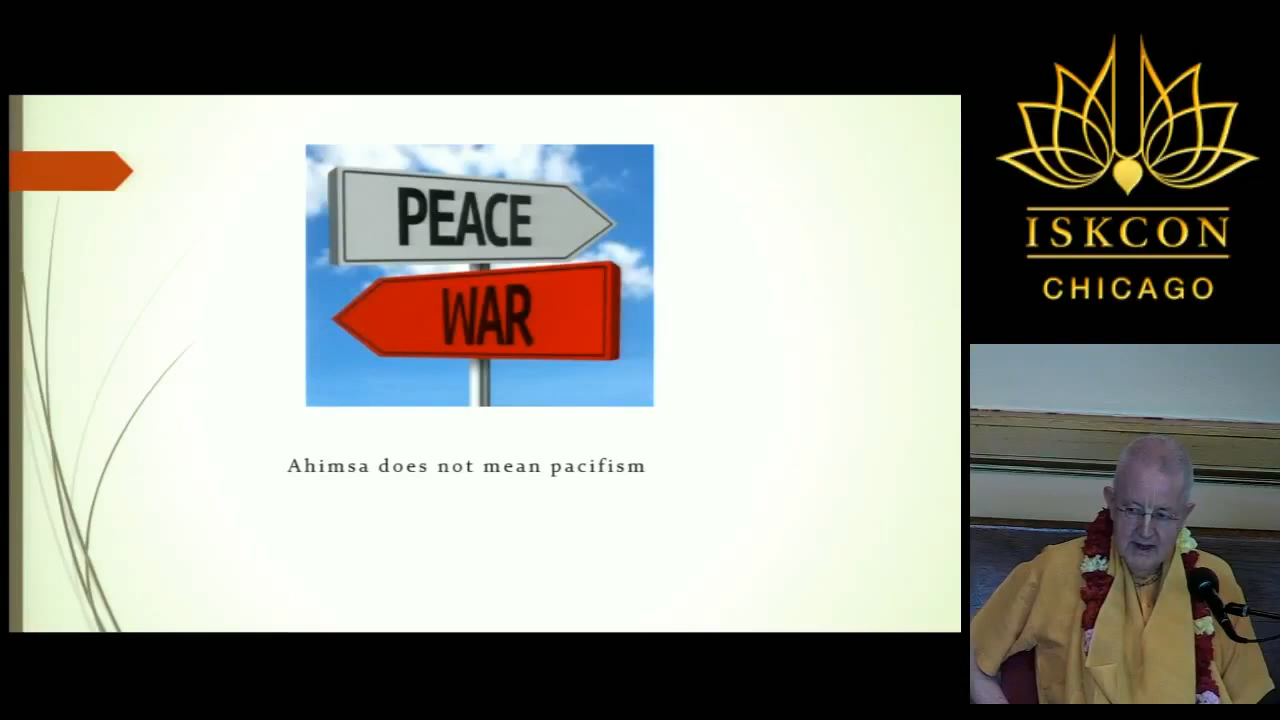 PEACE
WAR
Ahimsa does not mean pacifism
ISKCON
CHICAGO